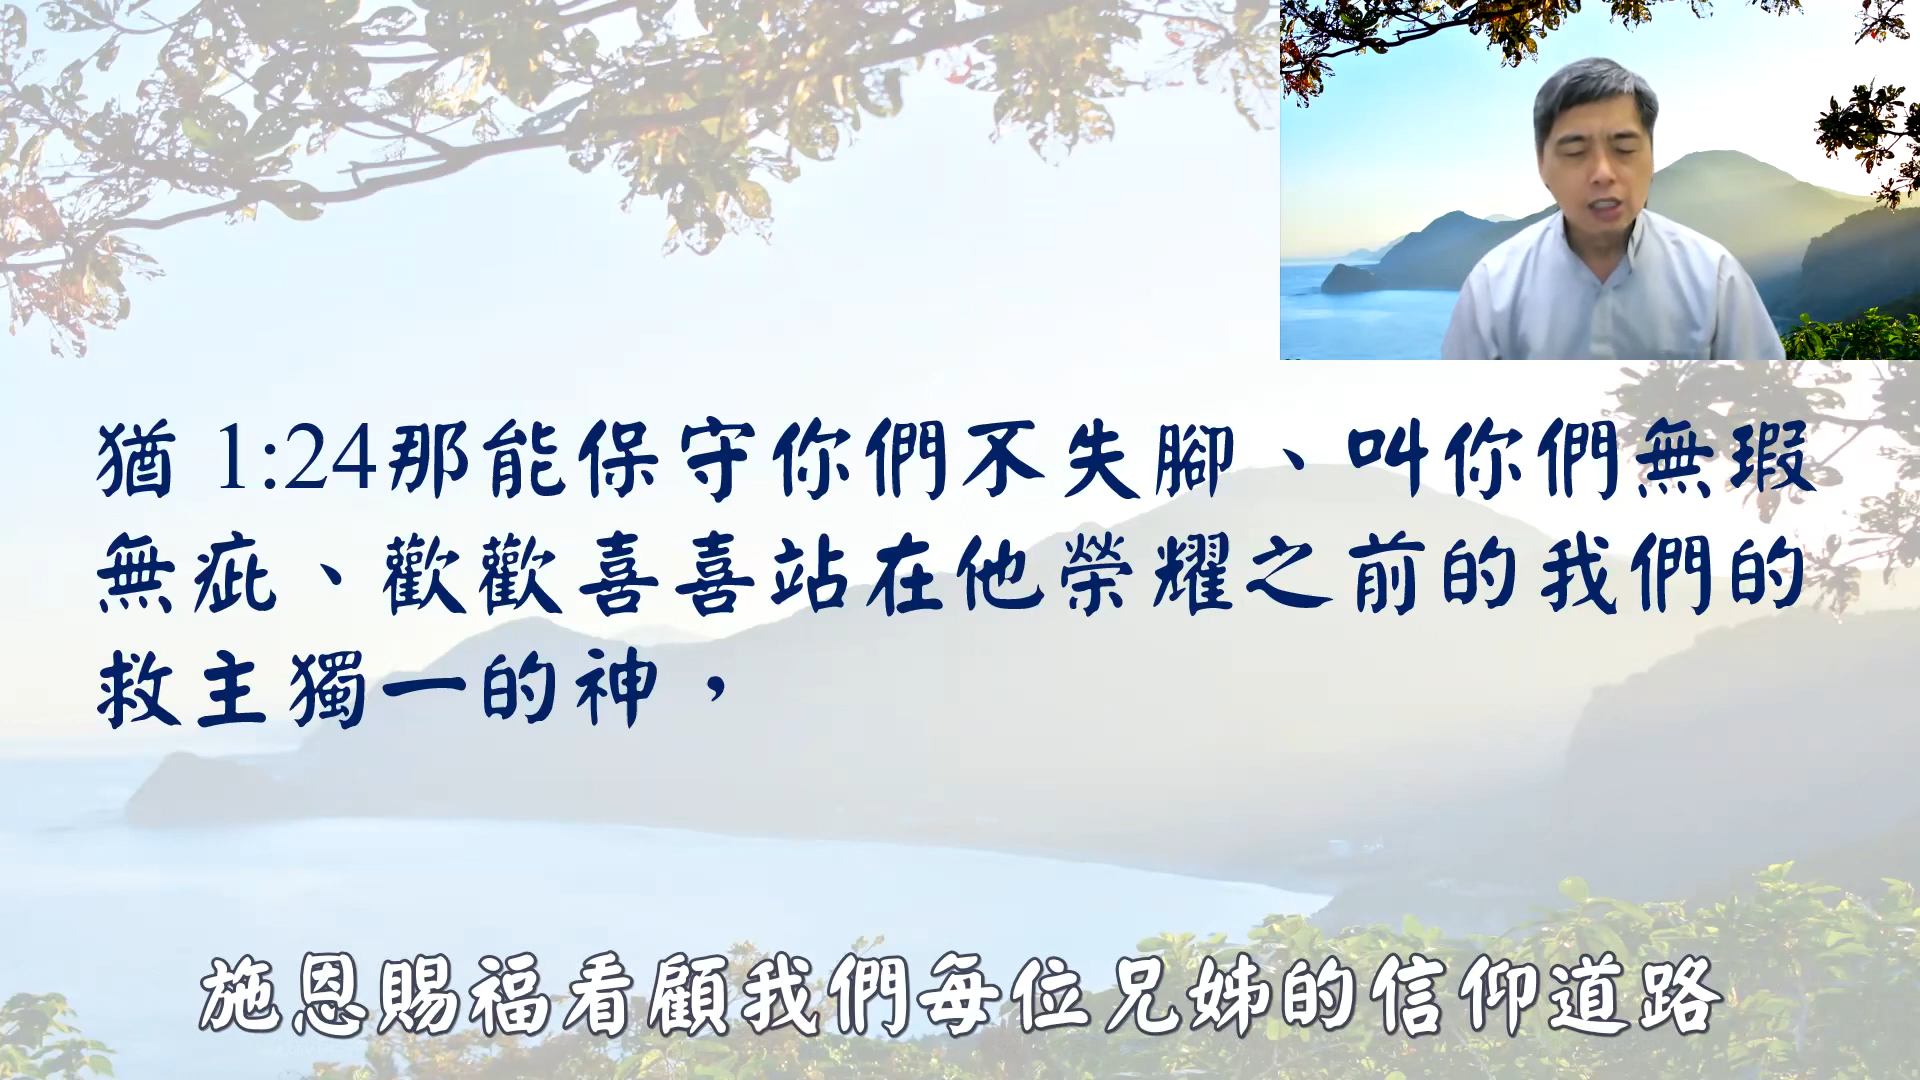 猶 1:24那能保守你們不失腳、叫你們無瑕
無疵、歡歡喜喜站在他榮耀之前的我們的
救主獨一的神，
施恩賜福看顧我們每位兄姊的信仰道路